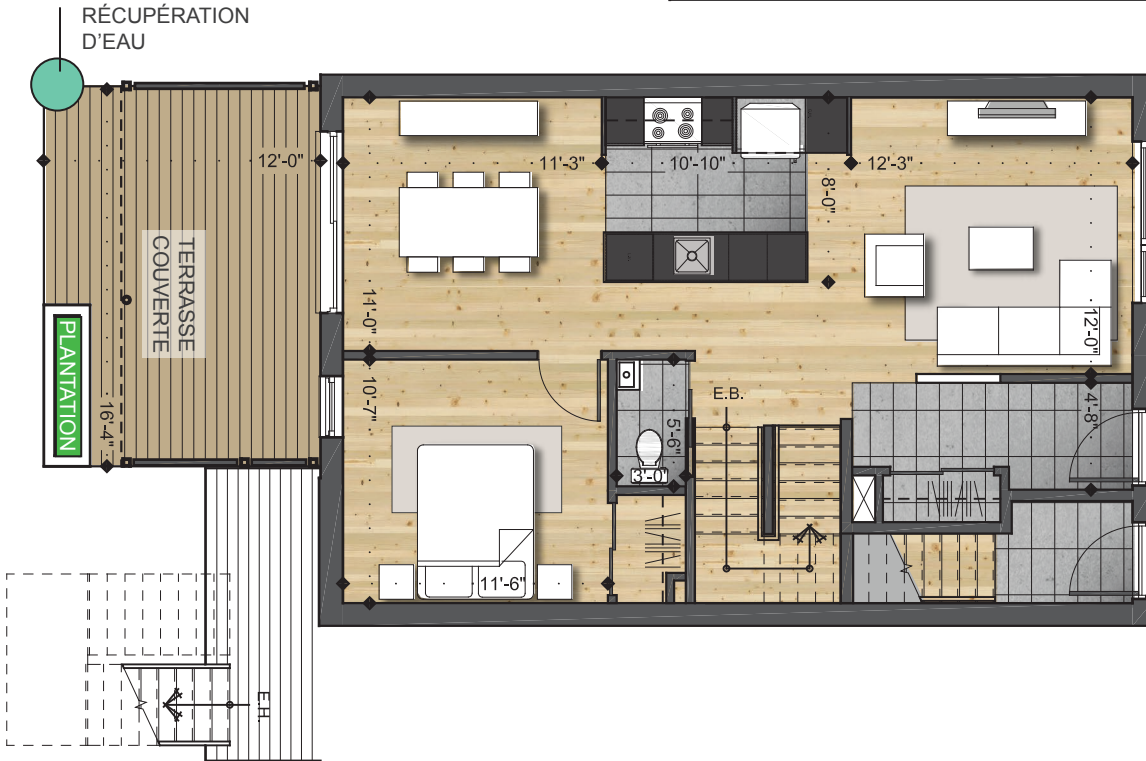 RÉCUPÉRATION
D'EAU
12'-0"
11'-3"
10'-10"
12'-3"
8'-0"
TERRASSE
COUVERTE
11'-0"
12'-0"
PLANTATION
16'-4"
10'-7"
E.B.
4'-8"
5'-6"
3'-0"
11'-6"
E.H.